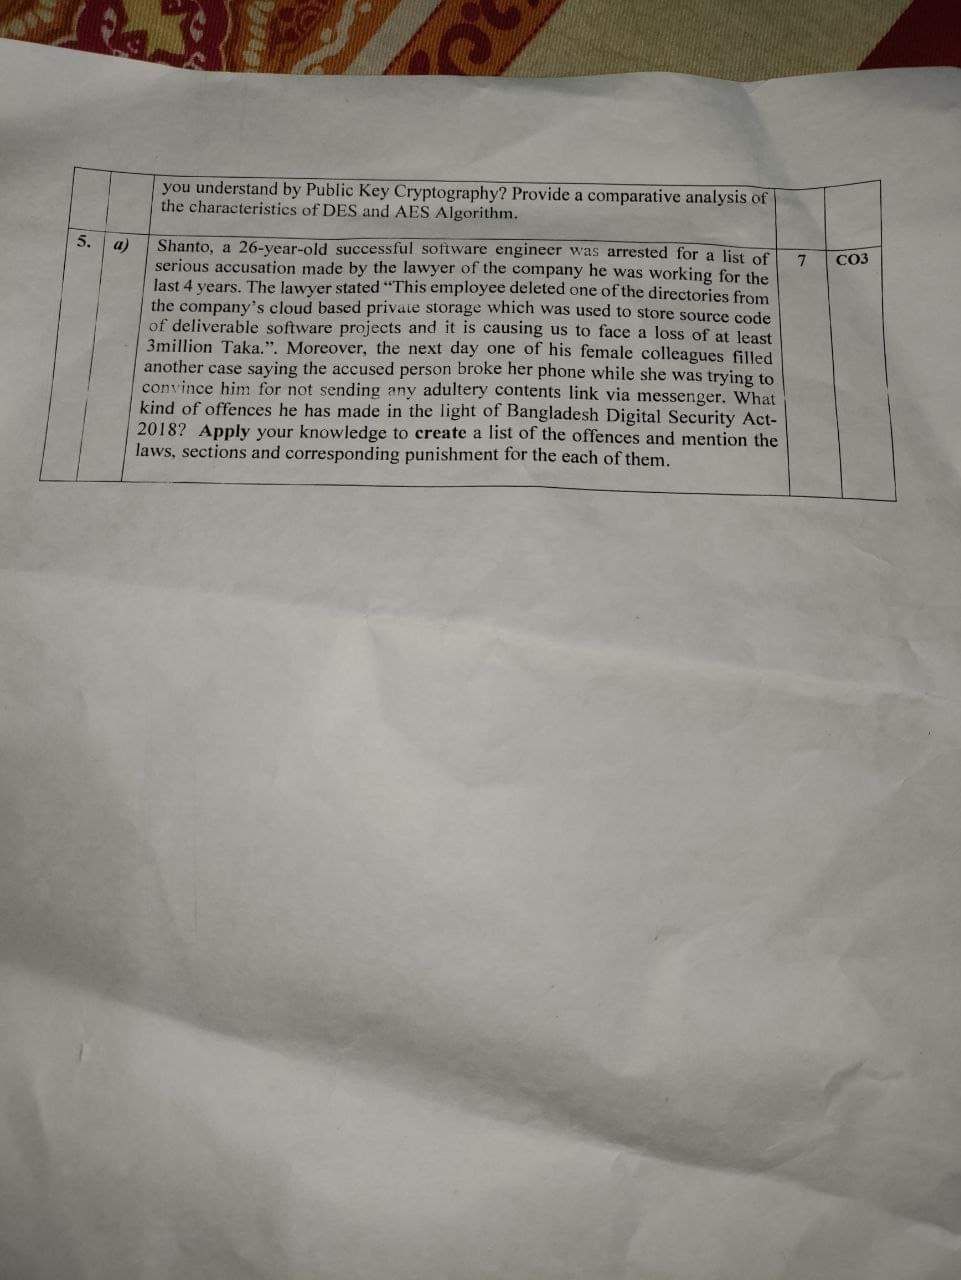 you understand by Public Key Cryptography? Provide a comparative analysis of
the characteristics of DES and AES Algorithm.
5. a) Shanto, a 26-year-old successful software engineer was arrested for a list of 7 CO3
serious accusation made by the lawyer of the company he was working for the
last 4 years. The lawyer stated “This employee deleted one of the directories from
the company’s cloud based private storage which was used to store source code
of deliverable software projects and it is causing us to face a loss of at least
3million Taka.”. Moreover, the next day one of his female colleagues filled
another case saying the accused person broke her phone while she was trying to
convince him for not sending any adultery contents link via messenger. What
kind of offences he has made in the light of Bangladesh Digital Security Act-
2018? Apply your knowledge to create a list of the offences and mention the
laws, sections and corresponding punishment for the each of them.